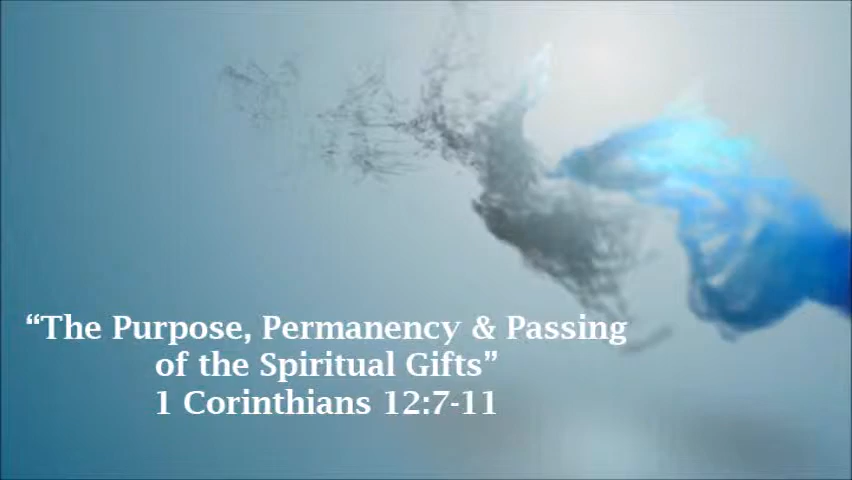 “The Purpose, Permanency & Passing
of the Spiritual Gifts”
1 Corinthians 12:7-11